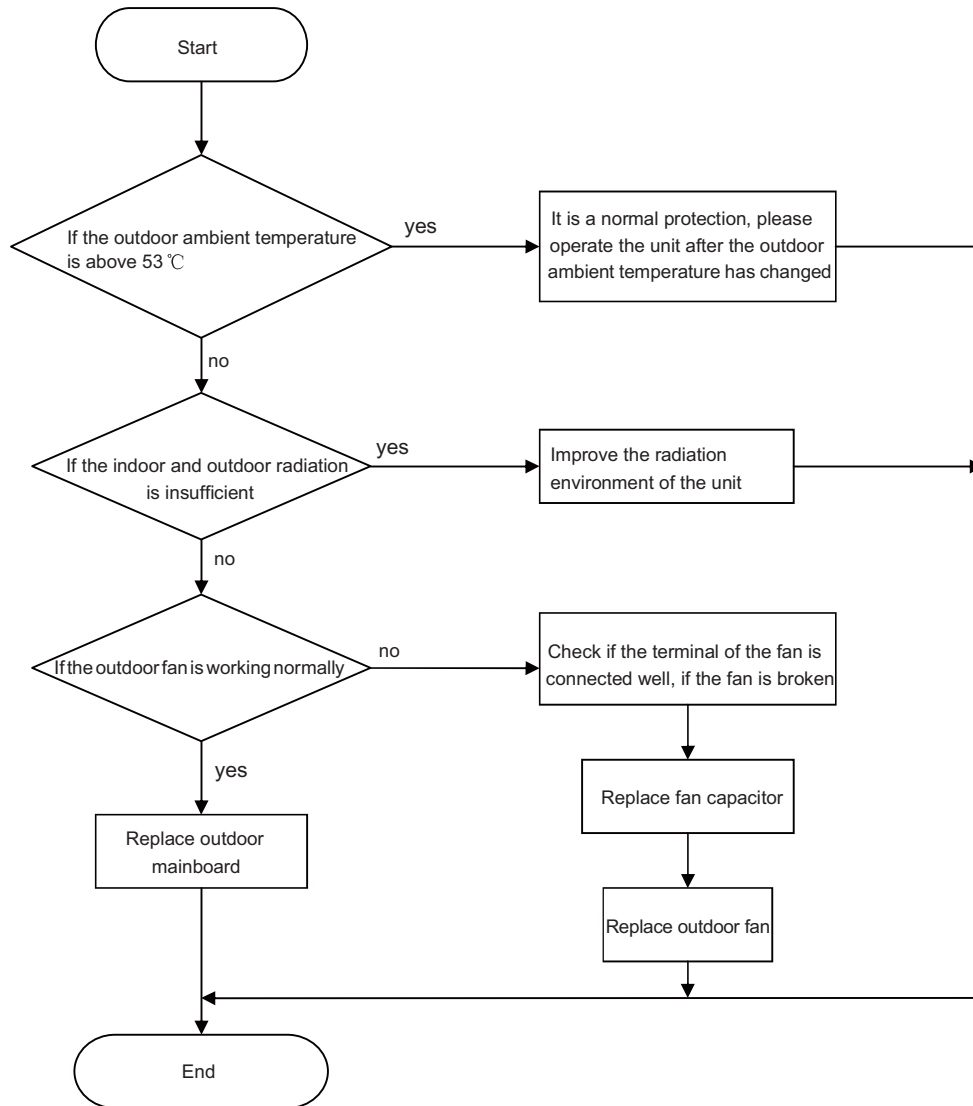 Start
If the outdoor ambient temperature
is above 53 ℃
yes
It is a normal protection, please
operate the unit after the outdoor
ambient temperature has changed
no
If the indoor and outdoor radiation
is insufficient
yes
Improve the radiation
environment of the unit
no
If the outdoor fan is working normally
no
Check if the terminal of the fan is
connected well, if the fan is broken
yes
Replace fan capacitor
Replace outdoor
mainboard
Replace outdoor fan
End